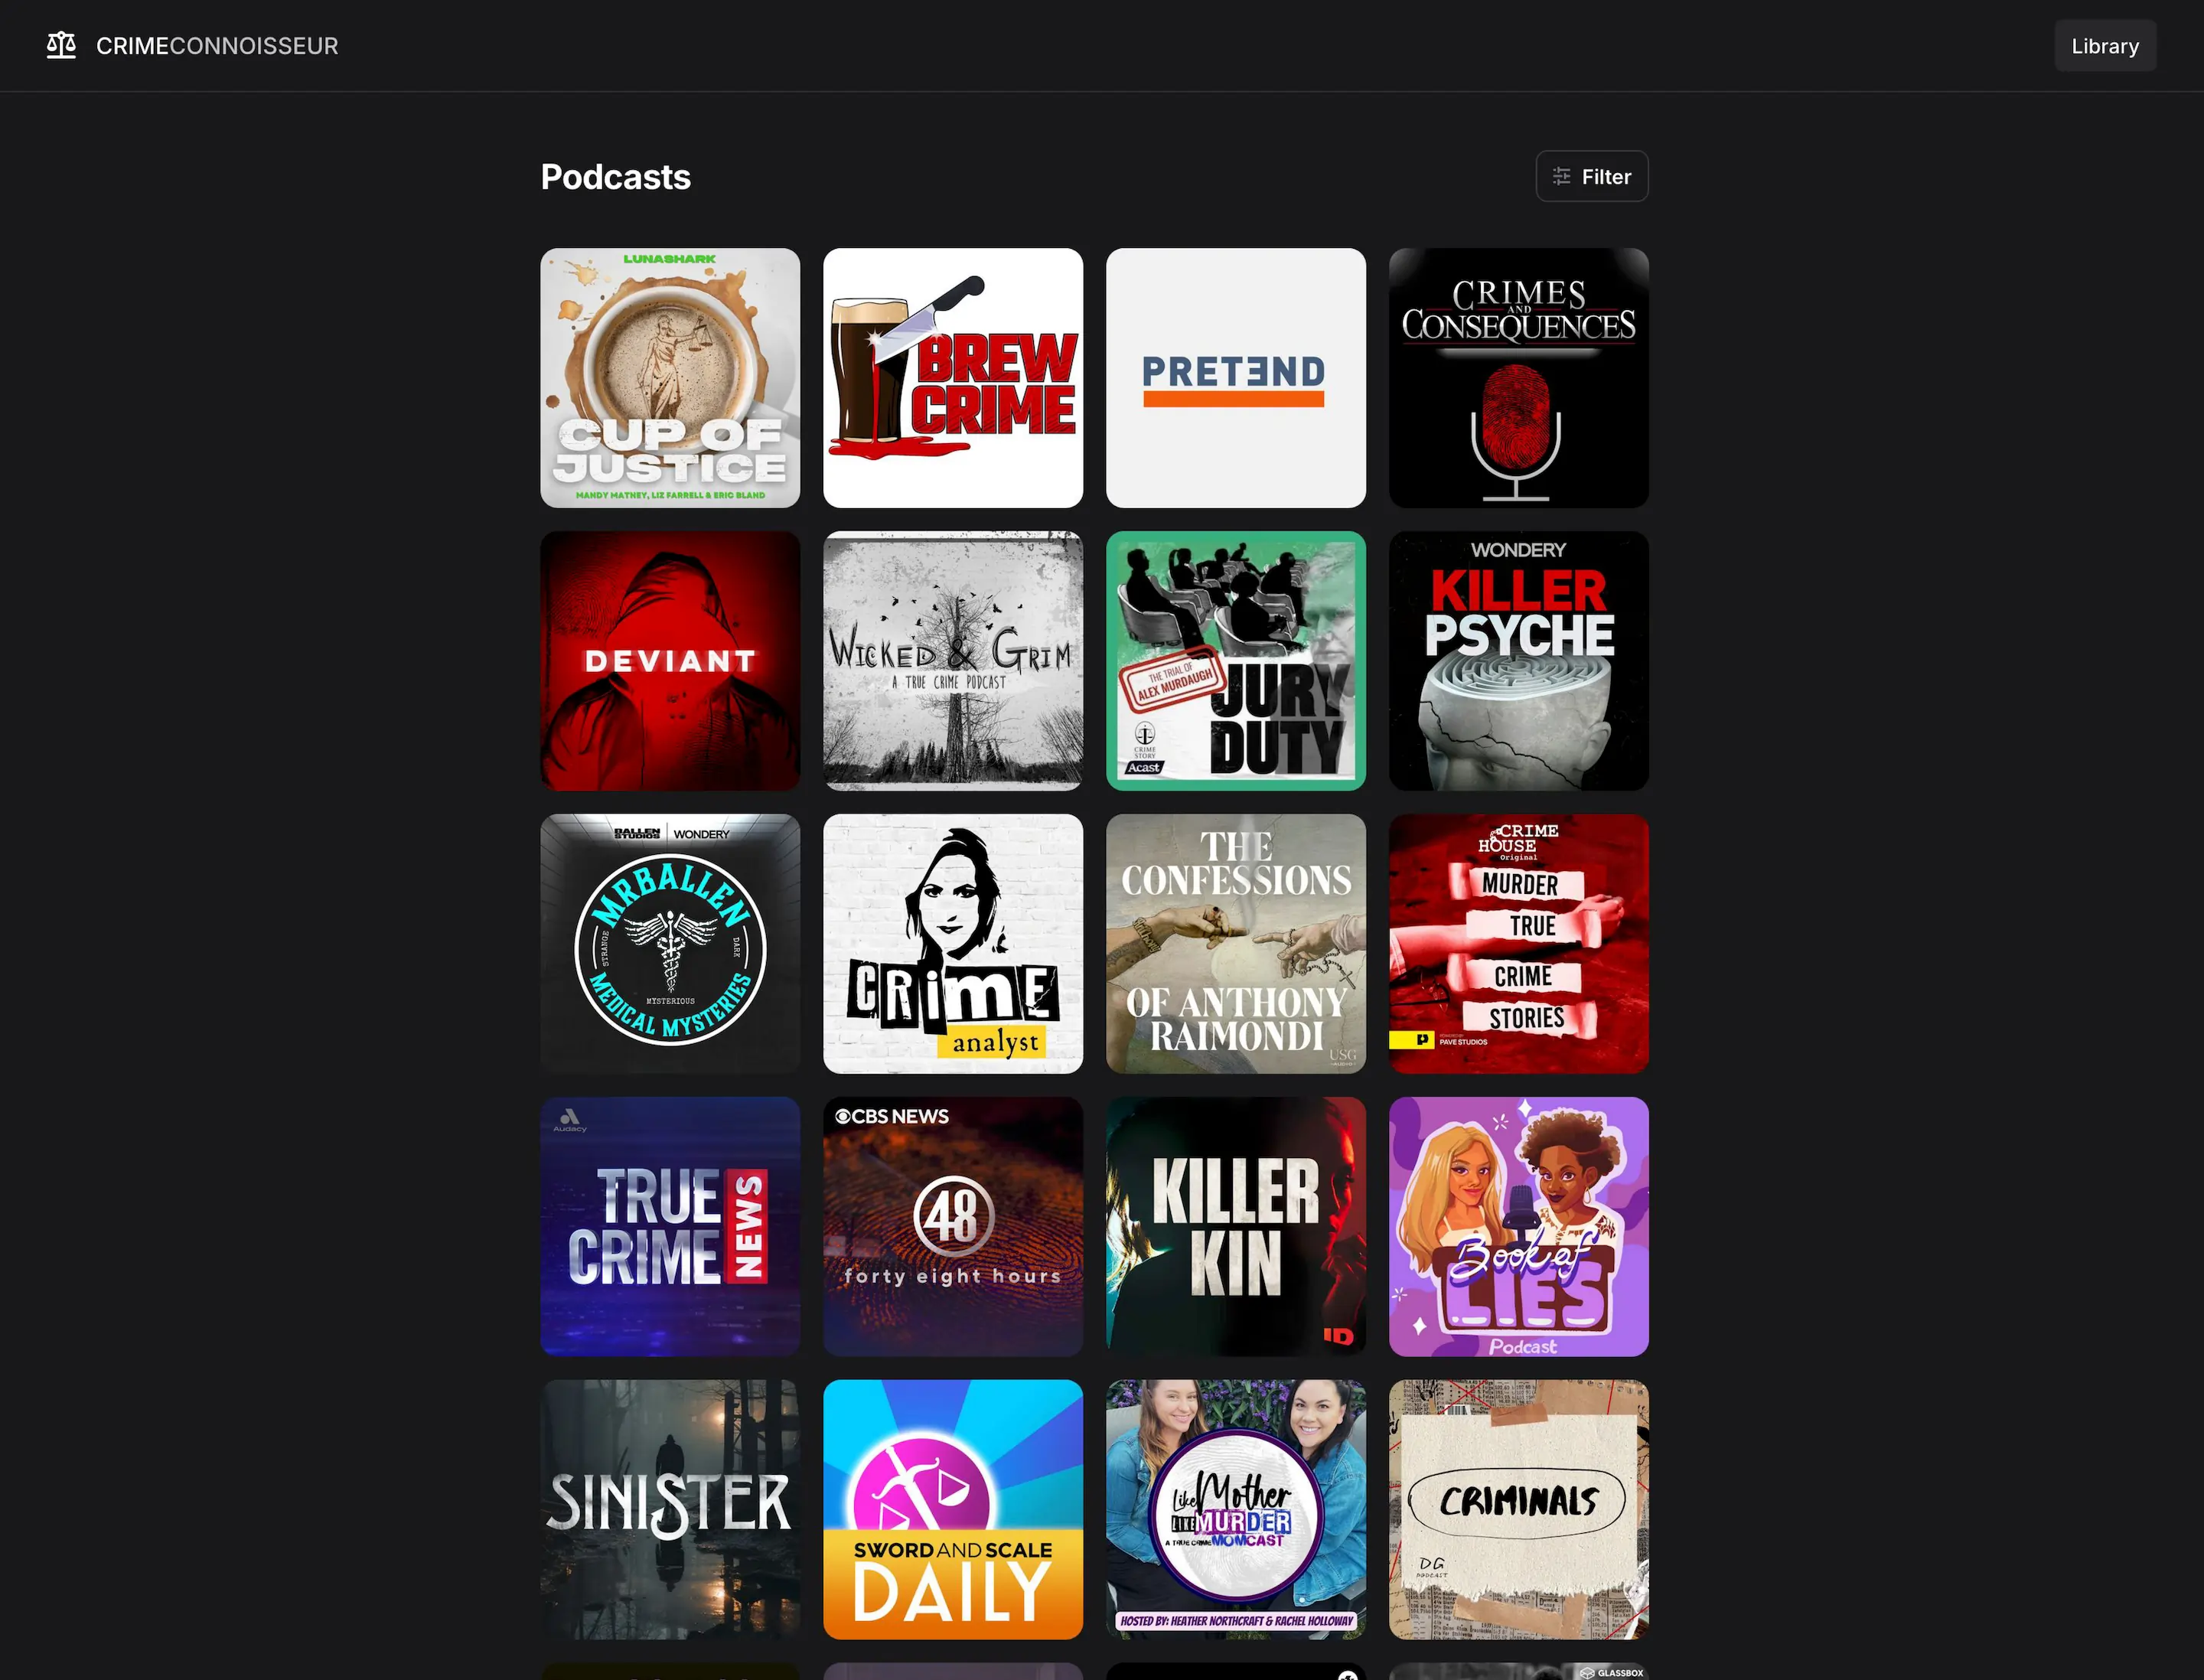 CRIMECONNOISSEUR
Library
Podcasts
Filter
LUNASHARK
CUP OF
JUSTICE
MANDY MATNEY, LIZ FARRELL & ERIC BLAND
BREW
CRIME
PRETƎND
CRIMES
AND
CONSEQUENCES
DEVIANT
WICKED & GRIM
A TRUE CRIME PODCAST
THE TRIAL OF
ALEX MURDAUGH
JURY
DUTY
CRIME
STORY
Acast
WONDERY
KILLER
PSYCHE
BALLEN
STUDIOS
WONDERY
MRBALLEN
STRANGE
DARK
MYSTERIOUS
MEDICAL MYSTERIES
CRimE
analyst
THE
CONFESSIONS
OF ANTHONY
RAIMONDI
USG
CRIME
HOUSE
Original
MURDER
TRUE
CRIME
STORIES
PAVE STUDIOS
Audacy
TRUE
CRIME
NEWS
CBS NEWS
48
forty eight hours
KILLER
KIN
ID
Book of
LIES
Podcast
SINISTER
SWORD AND SCALE
DAILY
Like Mother
LIKE MURDER
A TRUE CRIME MOMCAST
HOSTED BY: HEATHER NORTHCRAFT & RACHEL HOLLOWAY
CRIMINALS
DG
PODCAST
GLASSBOX